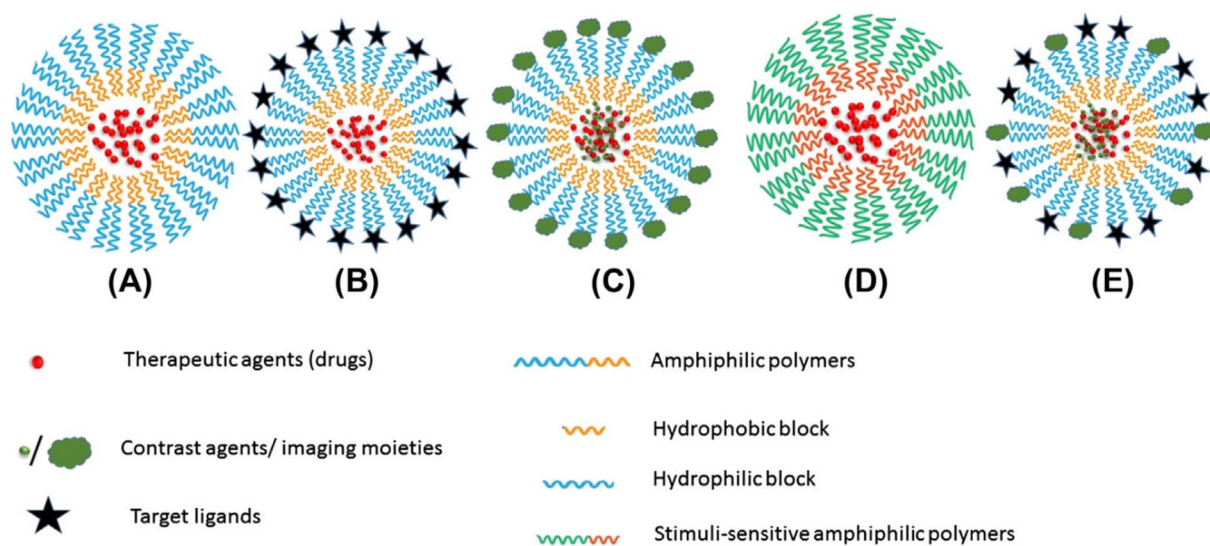 (A) (B) (C) (D) (E)
Therapeutic agents (drugs)
Amphiphilic polymers
Hydrophobic block
/ Contrast agents/ imaging moieties
Hydrophilic block
Target ligands
Stimuli-sensitive amphiphilic polymers